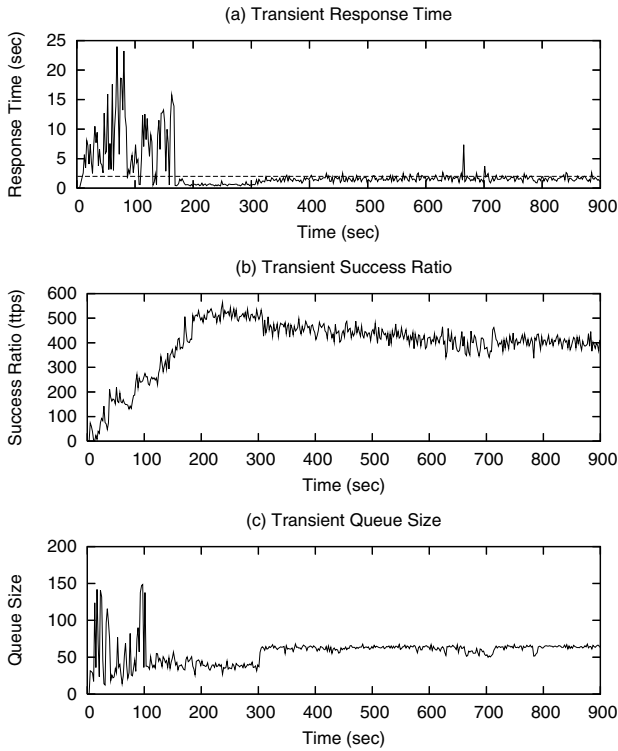 (a) Transient Response Time
Response Time (sec)
25
20
15
10
5
0
0 100 200 300 400 500 600 700 800 900
Time (sec)
(b) Transient Success Ratio
Success Ratio (ttps)
600
500
400
300
200
100
0
0 100 200 300 400 500 600 700 800 900
Time (sec)
(c) Transient Queue Size
Queue Size
200
150
100
50
0
0 100 200 300 400 500 600 700 800 900
Time (sec)